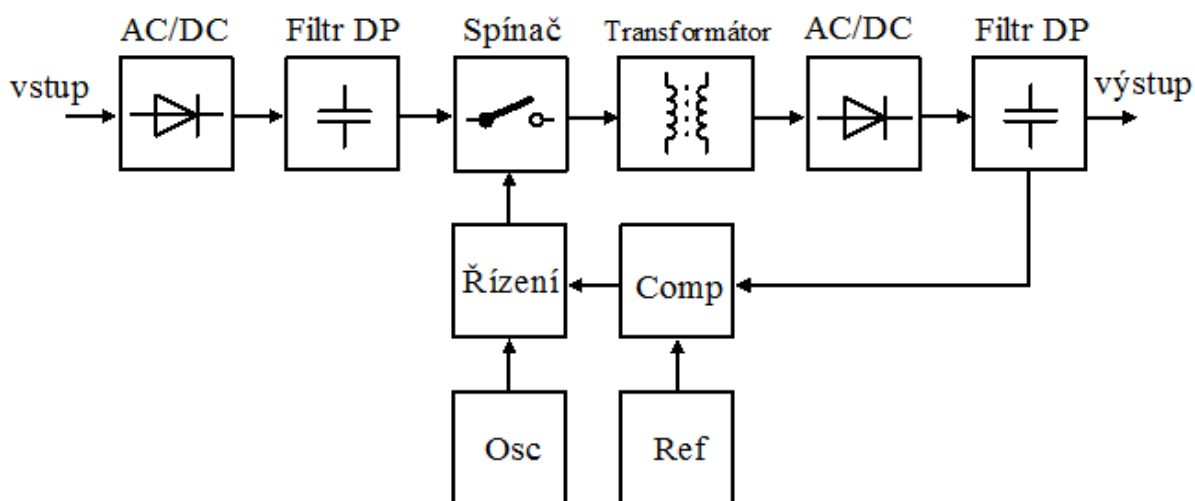 AC/DC
Filtr DP
Spínač
Transformátor
AC/DC
Filtr DP
vstup
výstup
Řízení
Comp
Osc
Ref